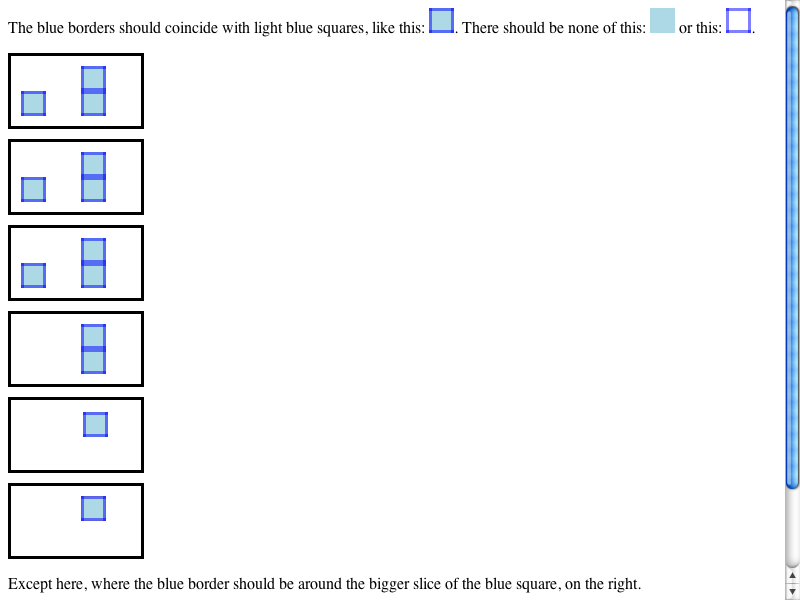 The blue borders should coincide with light blue squares, like this: . There should be none of this: or this: .
Except here, where the blue border should be around the bigger slice of the blue square, on the right.